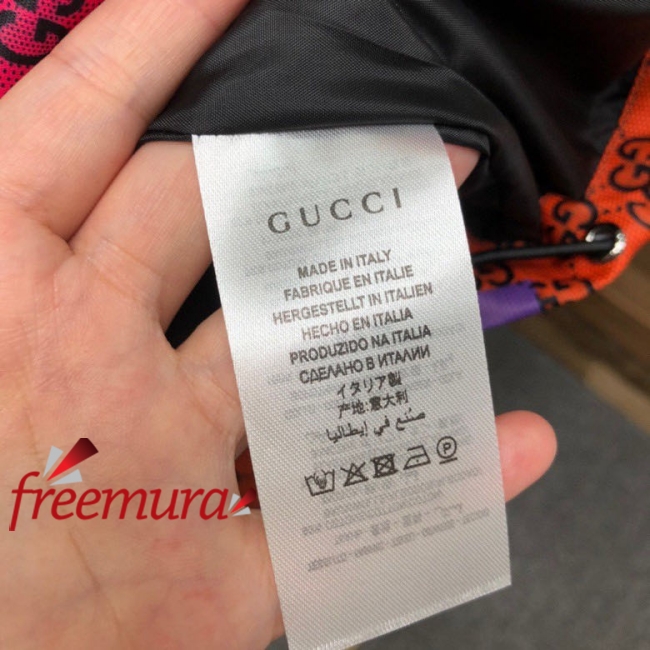 GUCCI
MADE IN ITALY
FABRIQUE EN ITALIE
HERGESTELLT IN ITALIEN
HECHO EN ITALIA
PRODUZIDO NA ITALIA
СДЕЛАНО В ИТАЛИИ
イタリア製
产地:意大利
صُنع في إيطاليا
freemura